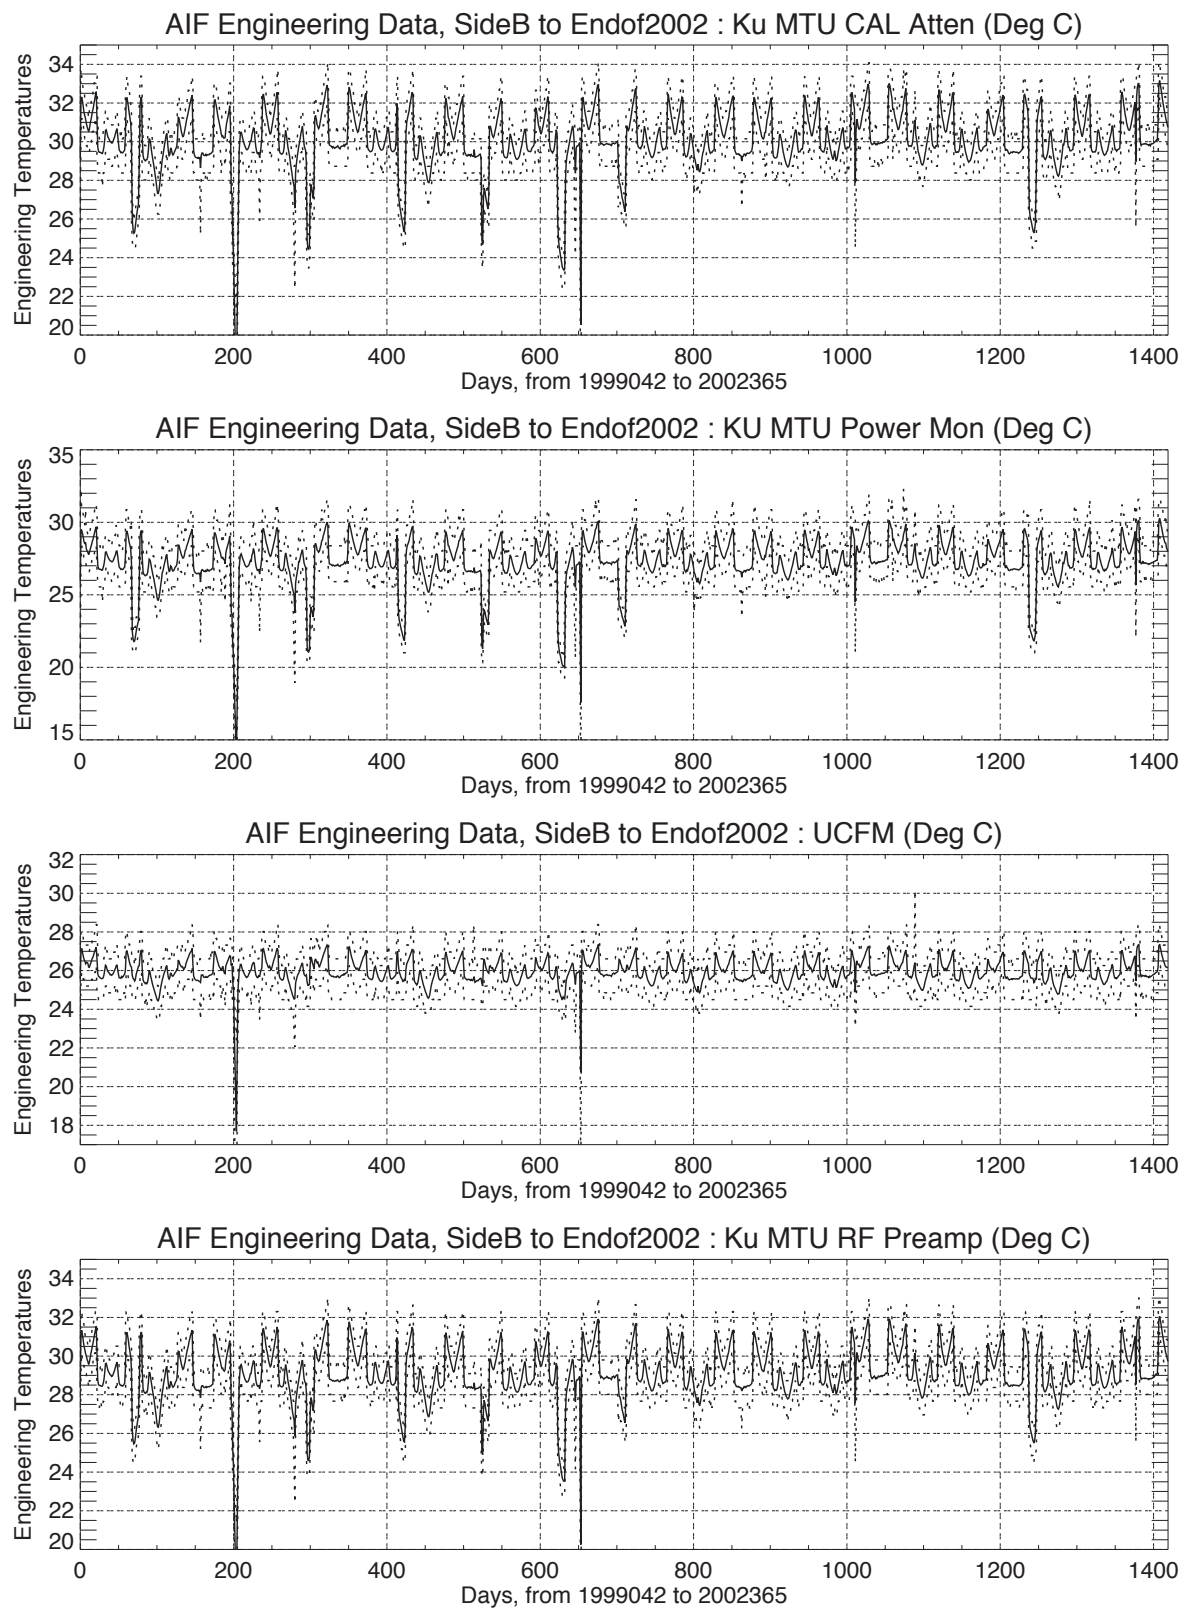 AIF Engineering Data, SideB to Endof2002 : Ku MTU CAL Atten (Deg C)
Engineering Temperatures
34
32
30
28
26
24
22
20
0 200 400 600 800 1000 1200 1400
Days, from 1999042 to 2002365
AIF Engineering Data, SideB to Endof2002 : KU MTU Power Mon (Deg C)
Engineering Temperatures
35
30
25
20
15
0 200 400 600 800 1000 1200 1400
Days, from 1999042 to 2002365
AIF Engineering Data, SideB to Endof2002 : UCFM (Deg C)
Engineering Temperatures
32
30
28
26
24
22
20
18
0 200 400 600 800 1000 1200 1400
Days, from 1999042 to 2002365
AIF Engineering Data, SideB to Endof2002 : Ku MTU RF Preamp (Deg C)
Engineering Temperatures
34
32
30
28
26
24
22
20
0 200 400 600 800 1000 1200 1400
Days, from 1999042 to 2002365